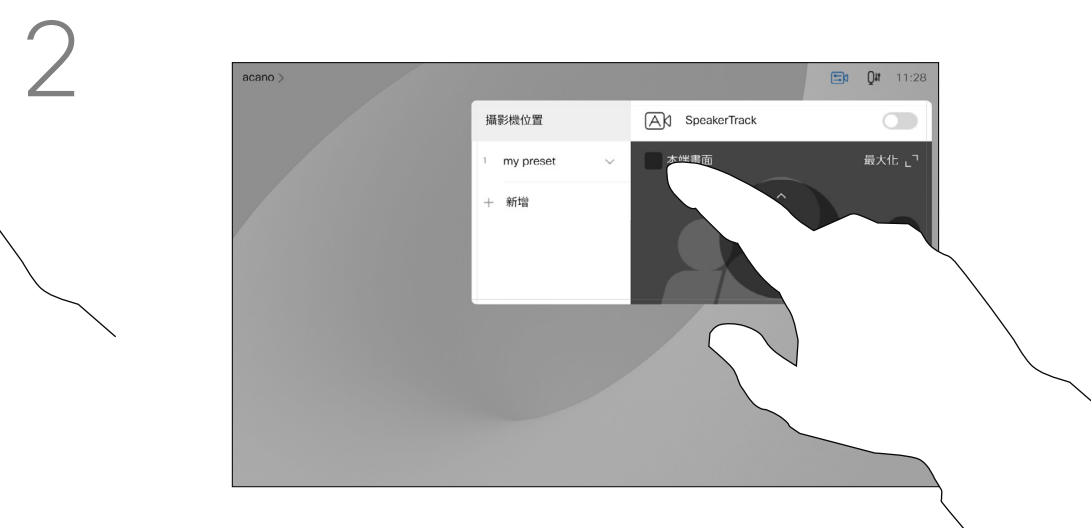 2
acano >
11:28
攝影機位置
SpeakerTrack
1 my preset
本端畫面
最大化
+ 新增